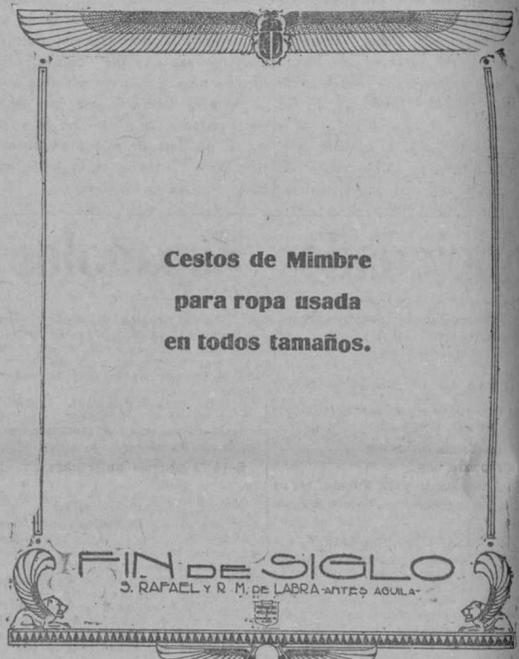 Cestos de Mimbre
para ropa usada
en todos tamaños.
FIN DE SIGLO
S. RAFAEL Y R. M. DE LABRA-ANTES AGUILA-